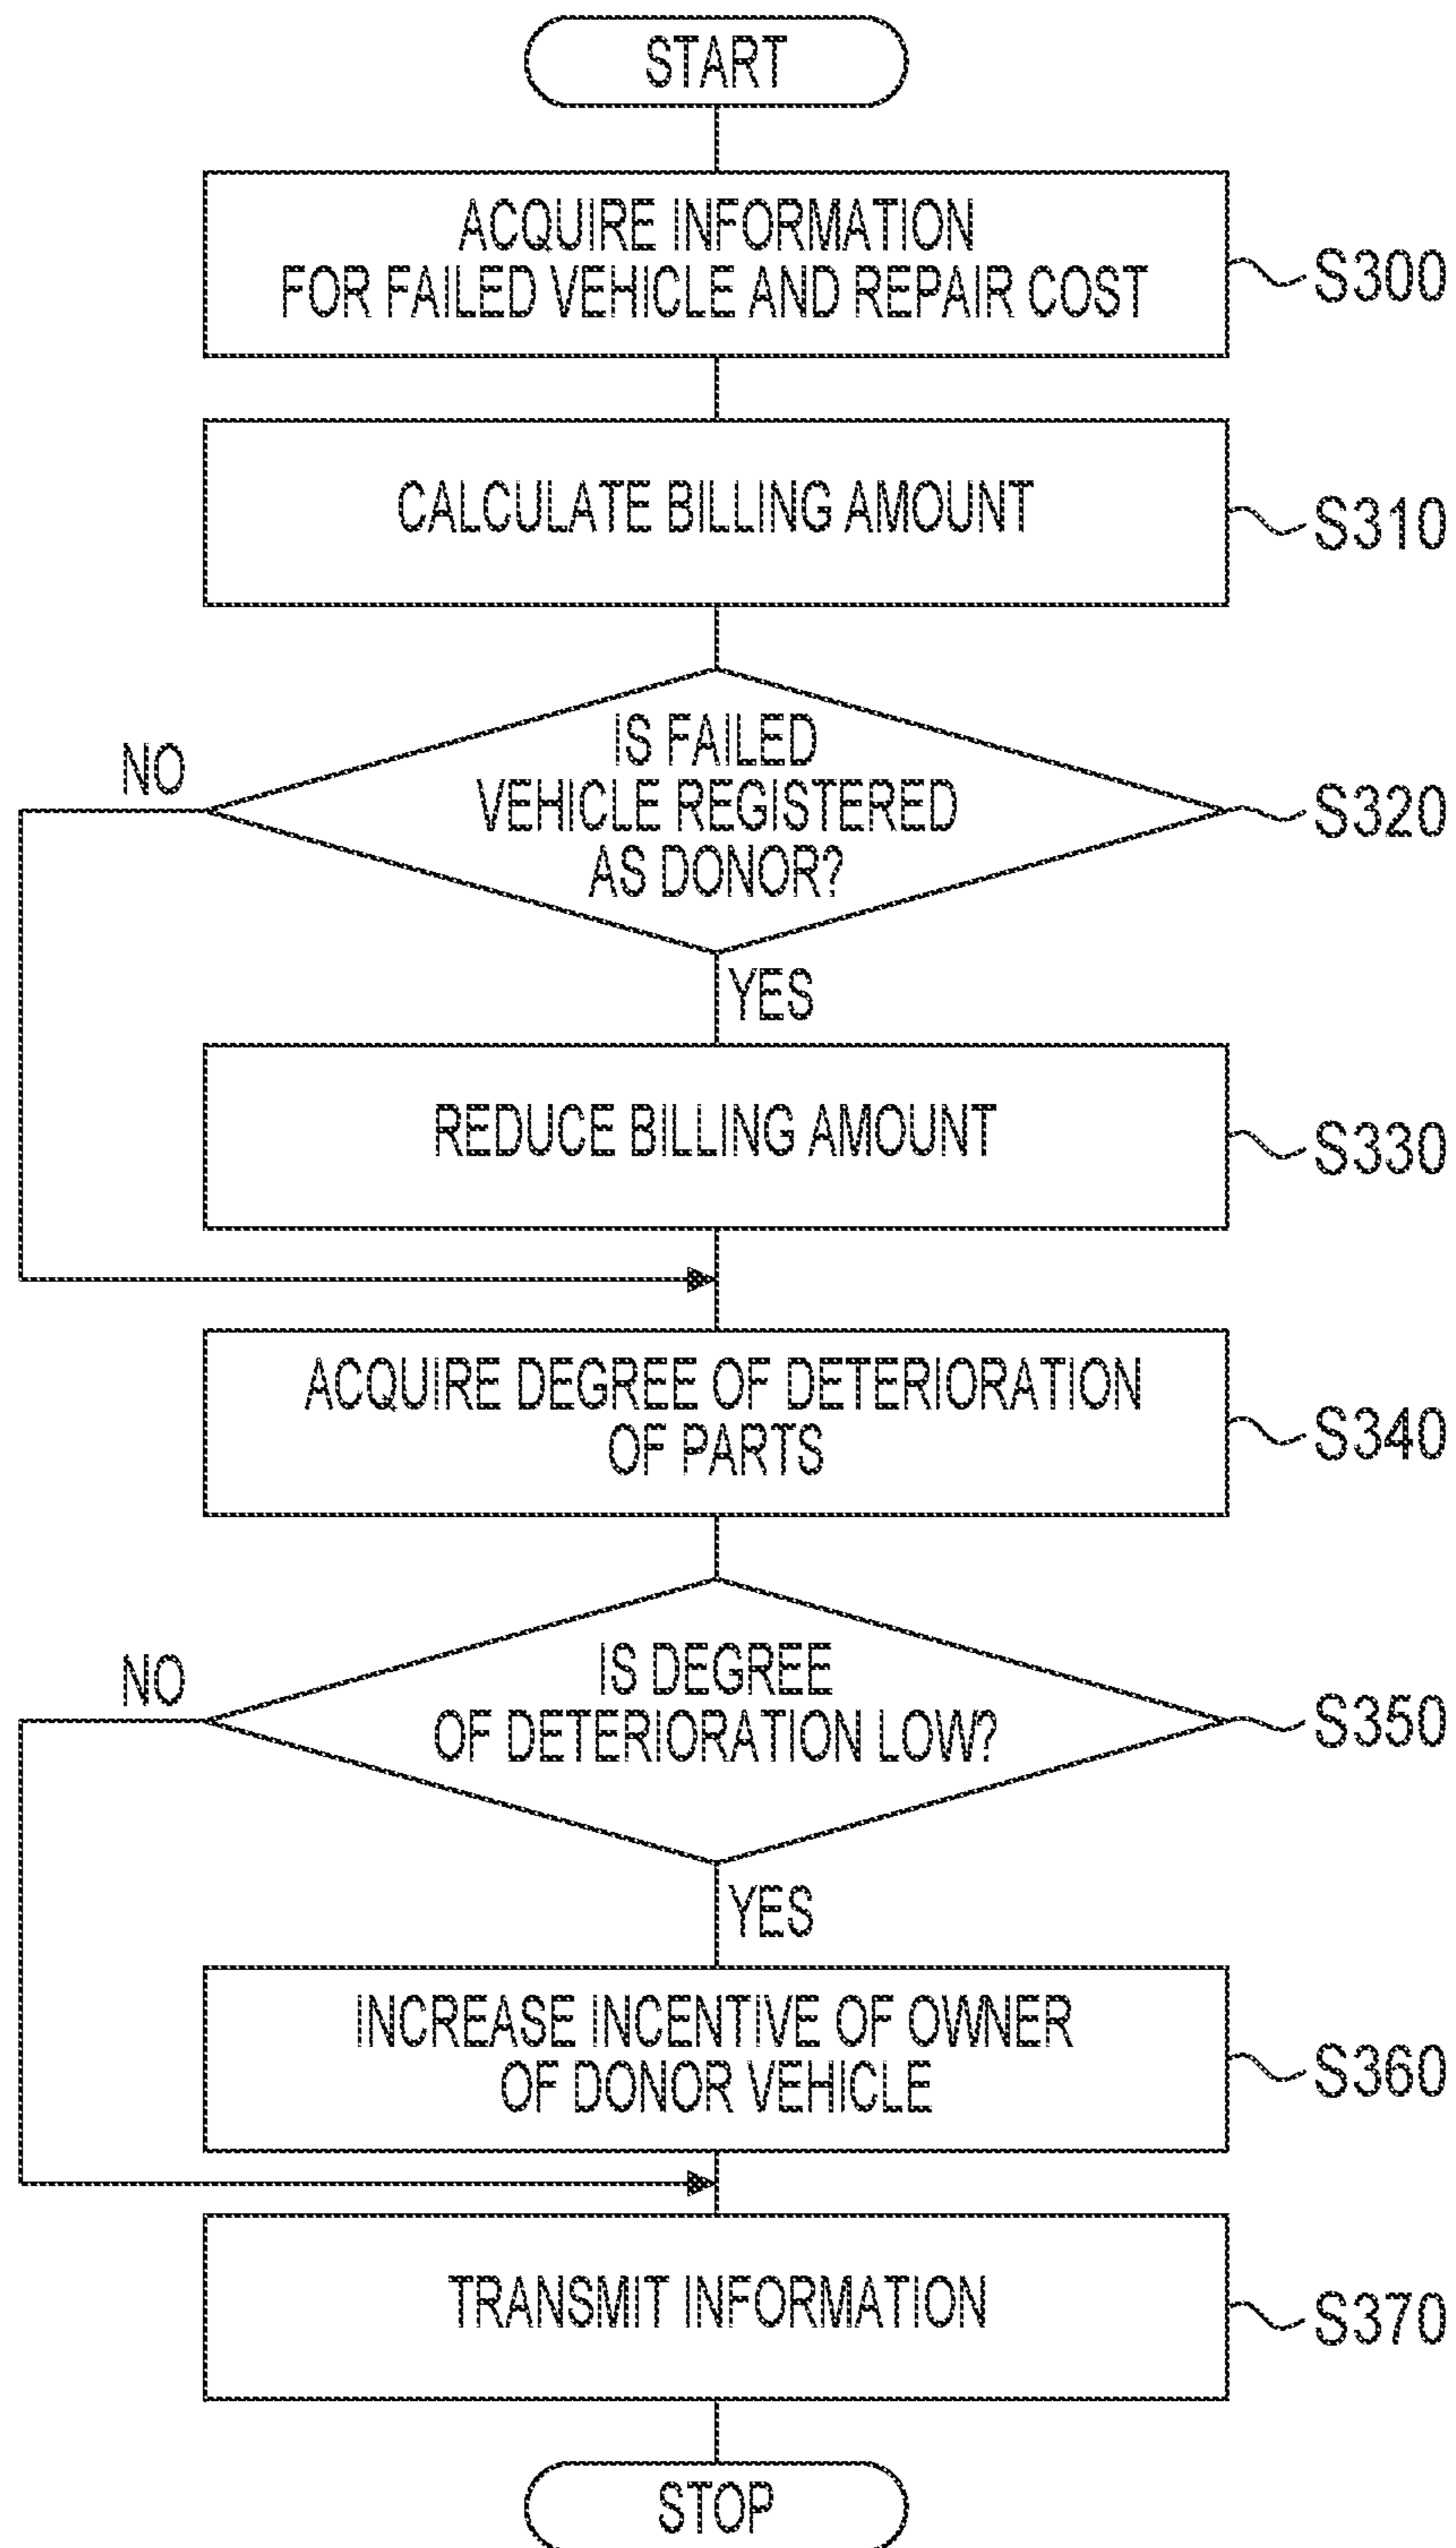 START
ACQUIRE INFORMATION
FOR FAILED VEHICLE AND REPAIR COST
S300
CALCULATE BILLING AMOUNT
S310
IS FAILED
VEHICLE REGISTERED
AS DONOR?
NO
S320
YES
REDUCE BILLING AMOUNT
S330
ACQUIRE DEGREE OF DETERIORATION
OF PARTS
S340
IS DEGREE
OF DETERIORATION LOW?
NO
S350
YES
INCREASE INCENTIVE OF OWNER
OF DONOR VEHICLE
S360
TRANSMIT INFORMATION
S370
STOP